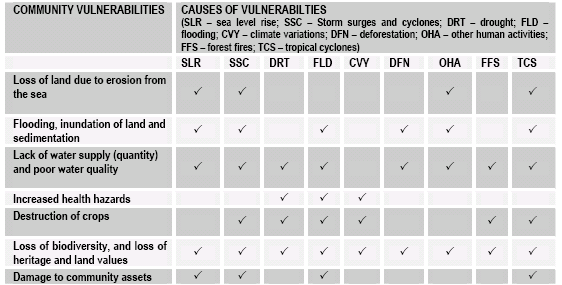 COMMUNITY VULNERABILITIES
CAUSES OF VULNERABILTIES
(SLR – sea level rise; SSC – Storm surges and cyclones; DRT – drought; FLD –
flooding; CVY – climate variations; DFN – deforestation; OHA – other human activities;
FFS – forest fires; TCS – tropical cyclones)
SLR SSC DRT FLD CVY DFN OHA FFS TCS
Loss of land due to erosion from
the sea ✓ ✓ ✓ ✓
Flooding, inundation of land and
sedimentation ✓ ✓ ✓ ✓ ✓ ✓
Lack of water supply (quantity)
and poor water quality ✓ ✓ ✓ ✓ ✓ ✓ ✓ ✓
Increased health hazards ✓ ✓ ✓
Destruction of crops ✓ ✓ ✓ ✓ ✓ ✓
Loss of biodiversity, and loss of
heritage and land values ✓ ✓ ✓ ✓ ✓ ✓ ✓ ✓ ✓
Damage to community assets ✓ ✓ ✓ ✓